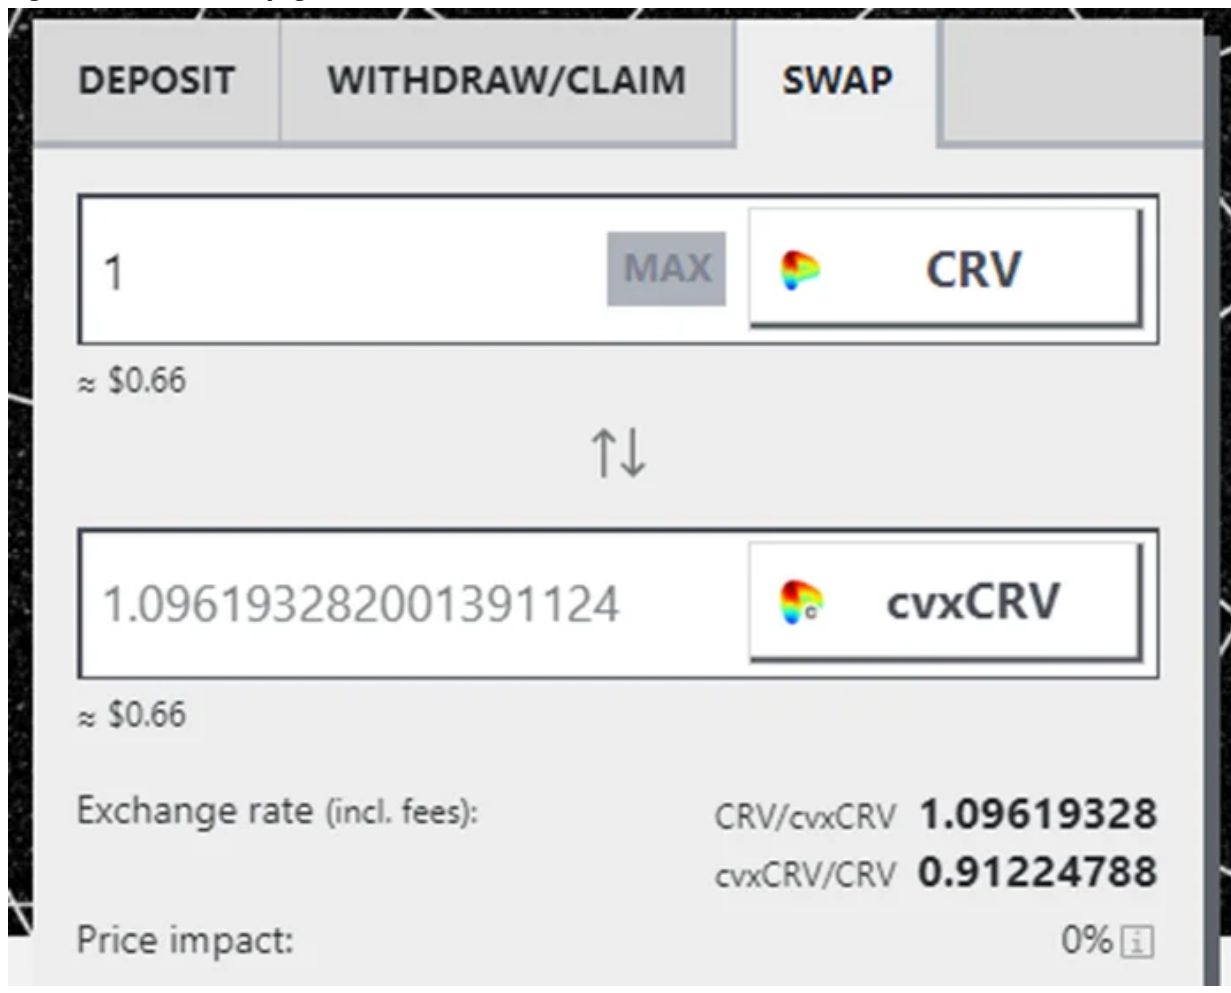 DEPOSIT WITHDRAW/CLAIM SWAP
1 MAX CRV
≈ $0.66
↑↓
1.096193282001391124 cvxCRV
≈ $0.66
Exchange rate (incl. fees): CRV/cvxCRV 1.09619328
cvxCRV/CRV 0.91224788
Price impact: 0% i